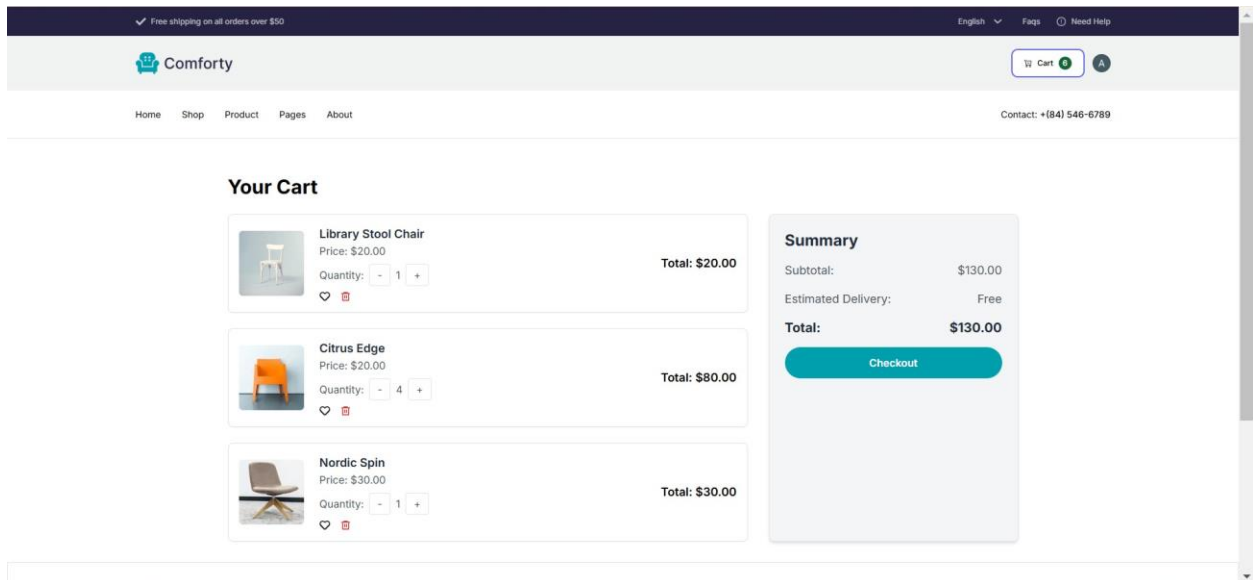 Free shipping on all orders over $50
English Faqs Need Help
Comforty
Cart 6 A
Home Shop Product Pages About Contact: +(84) 546-6789
Your Cart
Library Stool Chair
Price: $20.00
Quantity: - 1 +
Total: $20.00
Citrus Edge
Price: $20.00
Quantity: - 4 +
Total: $80.00
Nordic Spin
Price: $30.00
Quantity: - 1 +
Total: $30.00
Summary
Subtotal: $130.00
Estimated Delivery: Free
Total: $130.00
Checkout